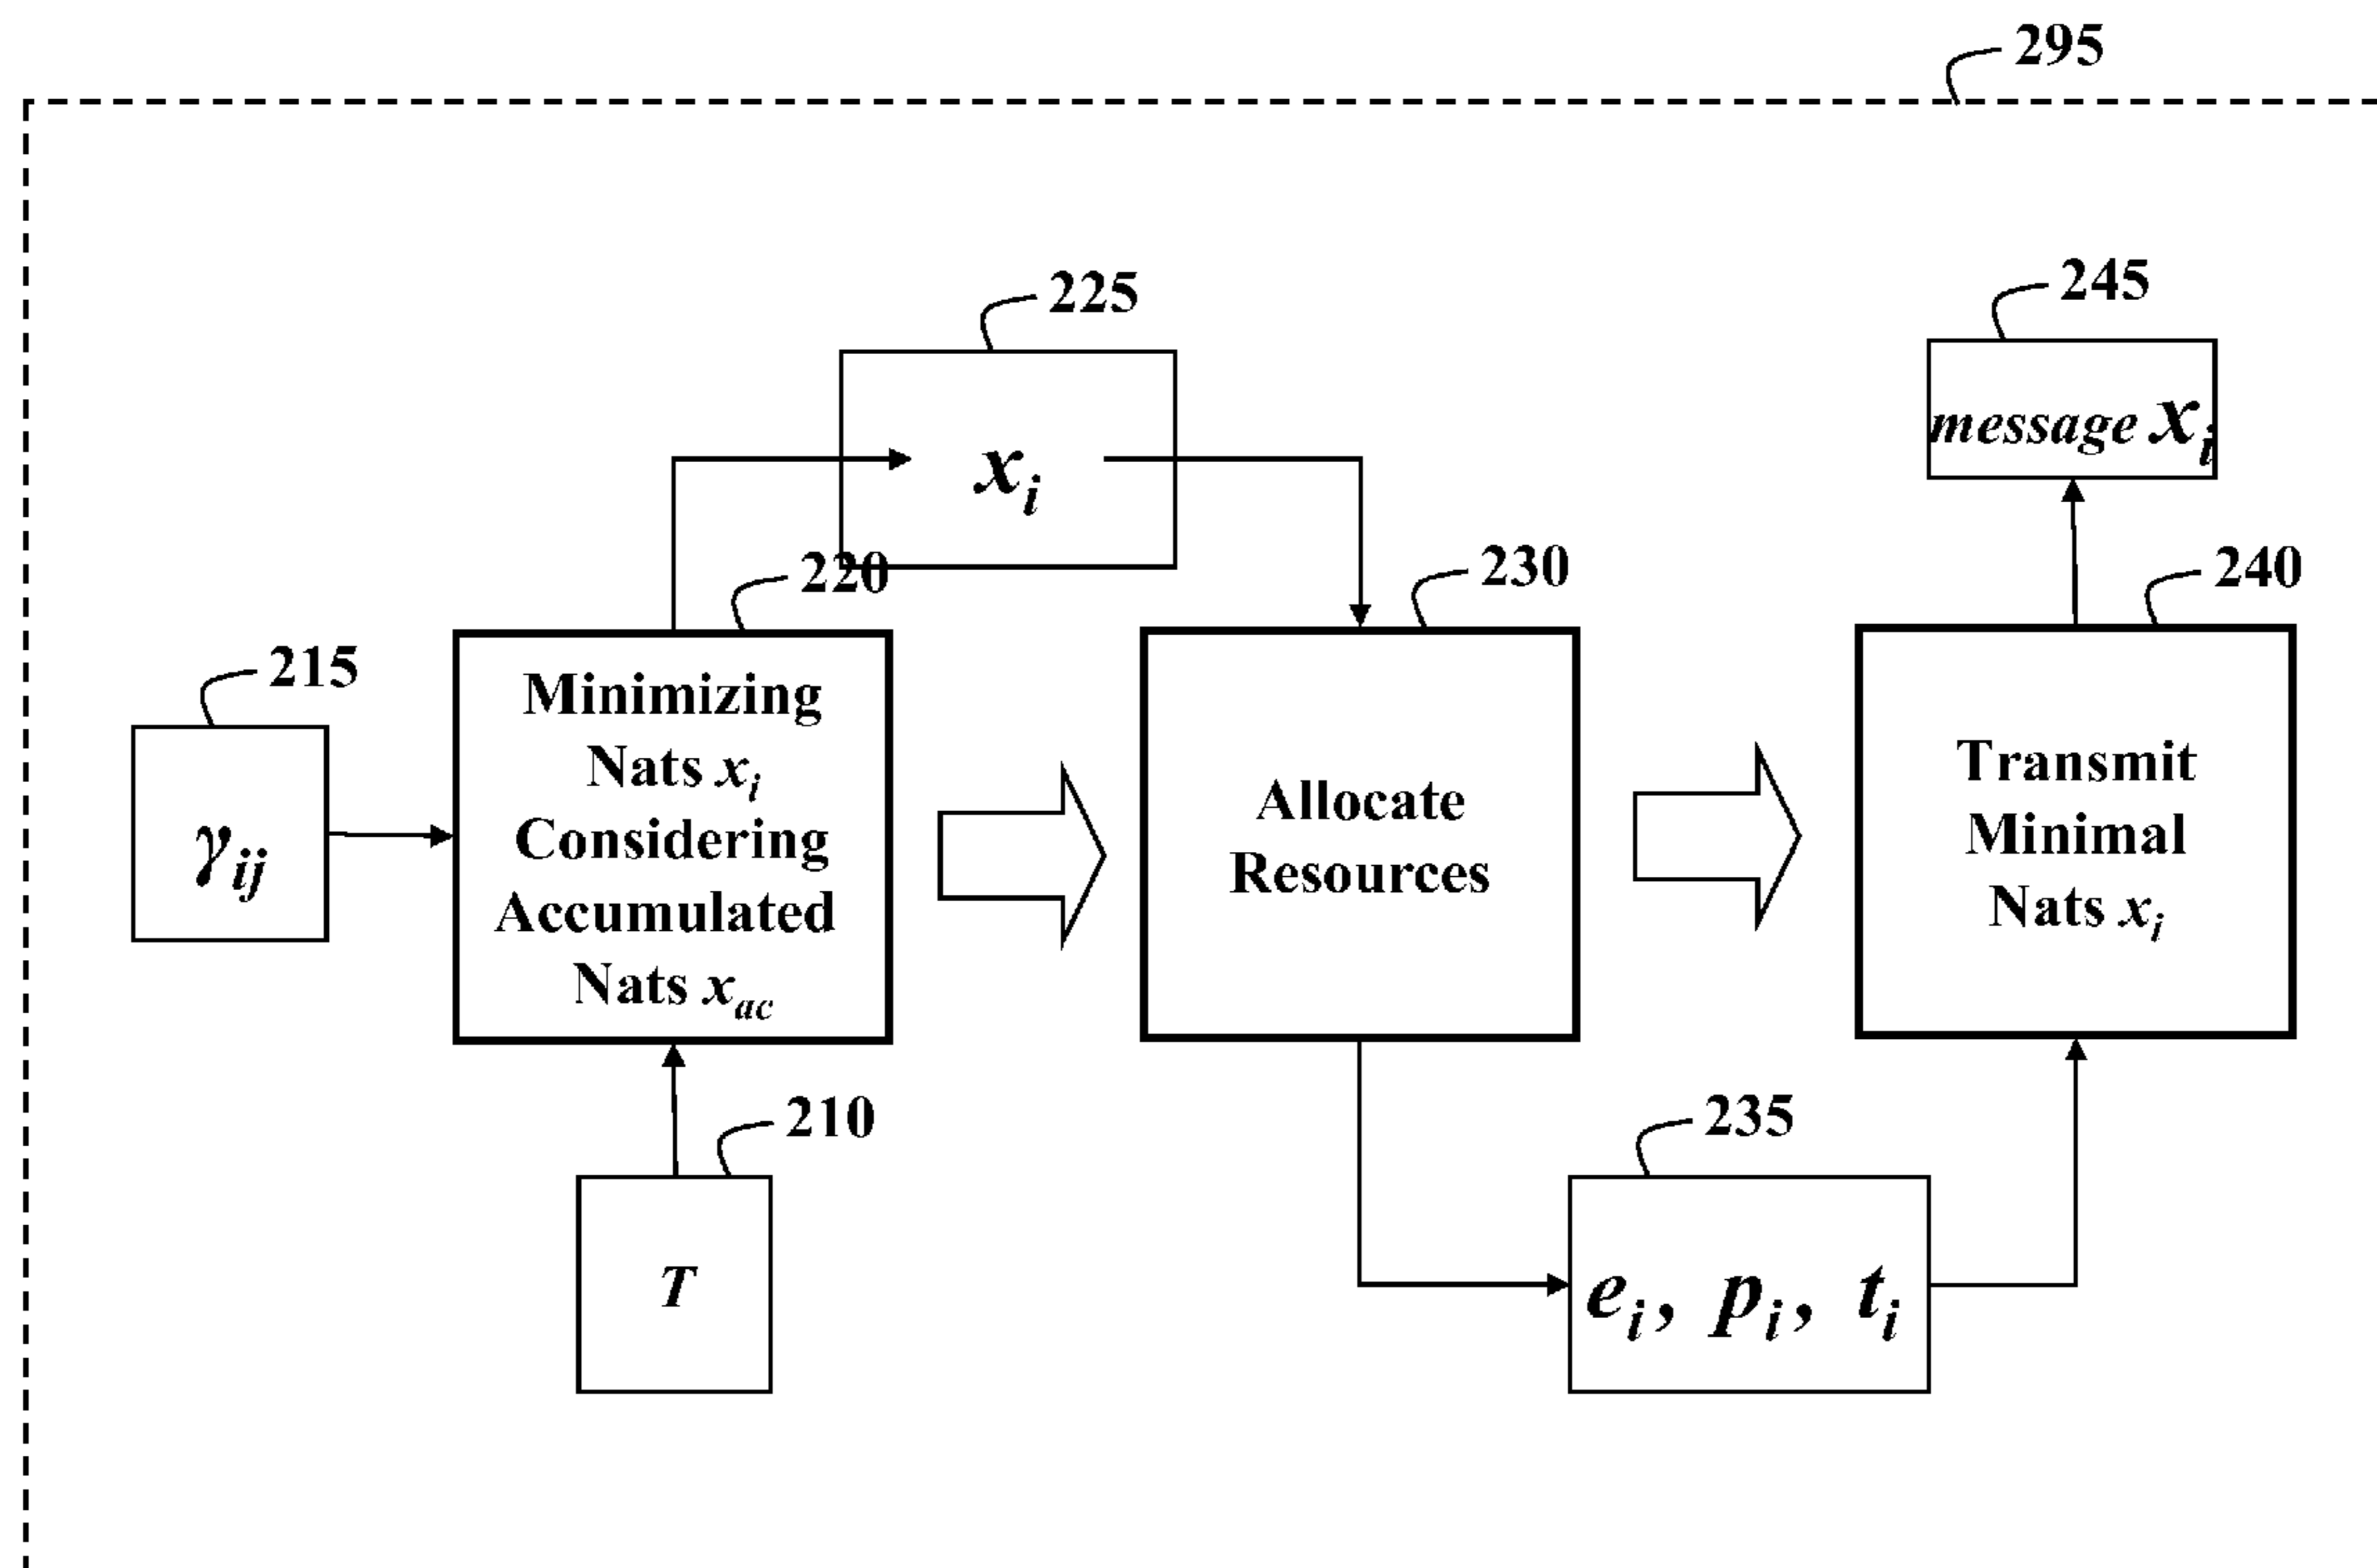 295
225
x_i
245
message x_i
220
230
240
215
γ_ij
Minimizing
Nats x_i
Considering
Accumulated
Nats x_ac
Allocate
Resources
Transmit
Minimal
Nats x_i
210
T
235
e_i, p_i, t_i